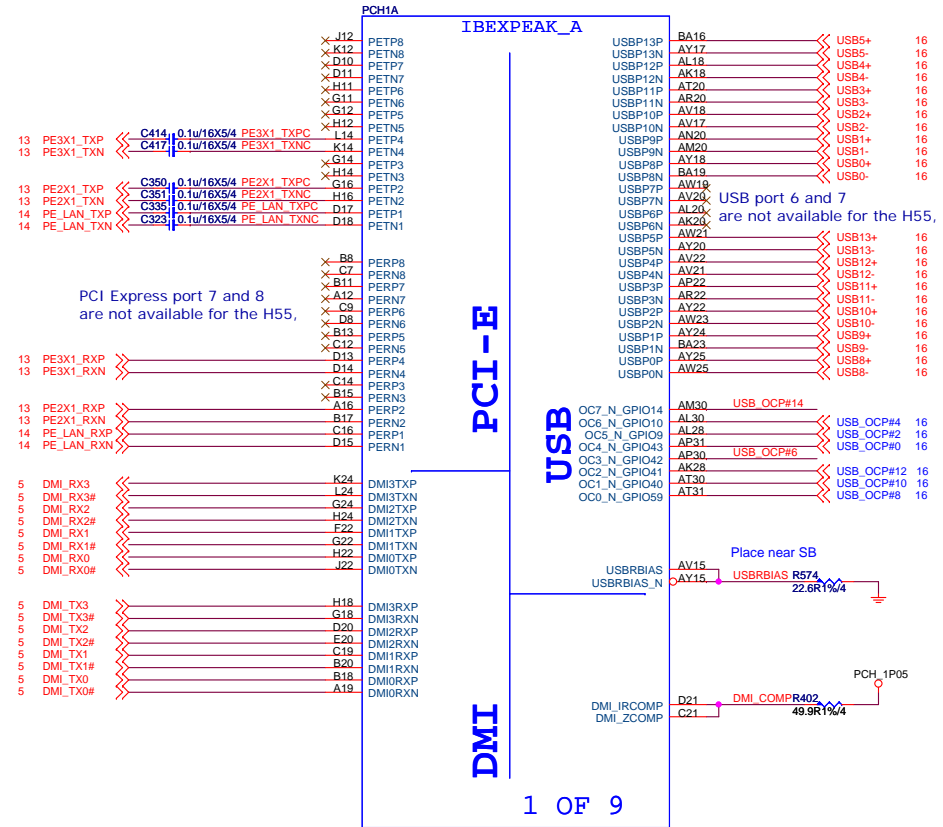 PCH1A
IBEXPEAK_A
J12 PETP8
K12 PETN8
D10 PETP7
D11 PETN7
H11 PETP6
G11 PETN6
G12 PETP5
H12 PETN5
13 PE3X1_TXP C414 0.1u/16X5/4 PE3X1_TXPC L14 PETP4
13 PE3X1_TXN C417 0.1u/16X5/4 PE3X1_TXNC K14 PETN4
G14 PETP3
H14 PETN3
13 PE2X1_TXP C350 0.1u/16X5/4 PE2X1_TXPC G16 PETP2
13 PE2X1_TXN C351 0.1u/16X5/4 PE2X1_TXNC H16 PETN2
14 PE_LAN_TXP C335 0.1u/16X5/4 PE_LAN_TXPC D17 PETP1
14 PE_LAN_TXN C323 0.1u/16X5/4 PE_LAN_TXNC D18 PETN1
B8 PERP8
C7 PERN8
B11 PERP7
A12 PERN7
C9 PERP6
D8 PERN6
B13 PERP5
C12 PERN5
PCI Express port 7 and 8
are not available for the H55,
13 PE3X1_RXP D13 PERP4
13 PE3X1_RXN D14 PERN4
C14 PERP3
B15 PERN3
13 PE2X1_RXP A16 PERP2
13 PE2X1_RXN B17 PERN2
14 PE_LAN_RXP C16 PERP1
14 PE_LAN_RXN D15 PERN1
5 DMI_RX3 K24 DMI3TXP
5 DMI_RX3# L24 DMI3TXN
5 DMI_RX2 G24 DMI2TXP
5 DMI_RX2# H24 DMI2TXN
5 DMI_RX1 F22 DMI1TXP
5 DMI_RX1# G22 DMI1TXN
5 DMI_RX0 H22 DMI0TXP
5 DMI_RX0# J22 DMI0TXN
5 DMI_TX3 H18 DMI3RXP
5 DMI_TX3# G18 DMI3RXN
5 DMI_TX2 D20 DMI2RXP
5 DMI_TX2# E20 DMI2RXN
5 DMI_TX1 C19 DMI1RXP
5 DMI_TX1# B20 DMI1RXN
5 DMI_TX0 B18 DMI0RXP
5 DMI_TX0# A19 DMI0RXN
PCI-E
USB
DMI
USBP13P BA16 USB5+ 16
USBP13N AY17 USB5- 16
USBP12P AL18 USB4+ 16
USBP12N AK18 USB4- 16
USBP11P AT20 USB3+ 16
USBP11N AR20 USB3- 16
USBP10P AV18 USB2+ 16
USBP10N AV17 USB2- 16
USBP9P AN20 USB1+ 16
USBP9N AM20 USB1- 16
USBP8P AY18 USB0+ 16
USBP8N BA19 USB0- 16
USBP7P AW19
USBP7N AV20
USBP6P AL20
USBP6N AK20
USB port 6 and 7
are not available for the H55,
USBP5P AW21 USB13+ 16
USBP5N AY20 USB13- 16
USBP4P AV22 USB12+ 16
USBP4N AV21 USB12- 16
USBP3P AP22 USB11+ 16
USBP3N AR22 USB11- 16
USBP2P AY22 USB10+ 16
USBP2N AW23 USB10- 16
USBP1P AY24 USB9+ 16
USBP1N BA23 USB9- 16
USBP0P AY25 USB8+ 16
USBP0N AW25 USB8- 16
OC7_N_GPIO14 AM30 USB_OCP#14
OC6_N_GPIO10 AL30 USB_OCP#4 16
OC5_N_GPIO9 AL28 USB_OCP#2 16
OC4_N_GPIO43 AP31 USB_OCP#0 16
OC3_N_GPIO42 AP30 USB_OCP#6
OC2_N_GPIO41 AK28 USB_OCP#12 16
OC1_N_GPIO40 AT30 USB_OCP#10 16
OC0_N_GPIO59 AT31 USB_OCP#8 16
Place near SB
USBRBIAS AV15
USBRBIAS_N AY15 USBRBIAS R574
22.6R1%/4
PCH_1P05
DMI_IRCOMP D21 DMI_COMP R402
DMI_ZCOMP C21 49.9R1%/4
1 OF 9